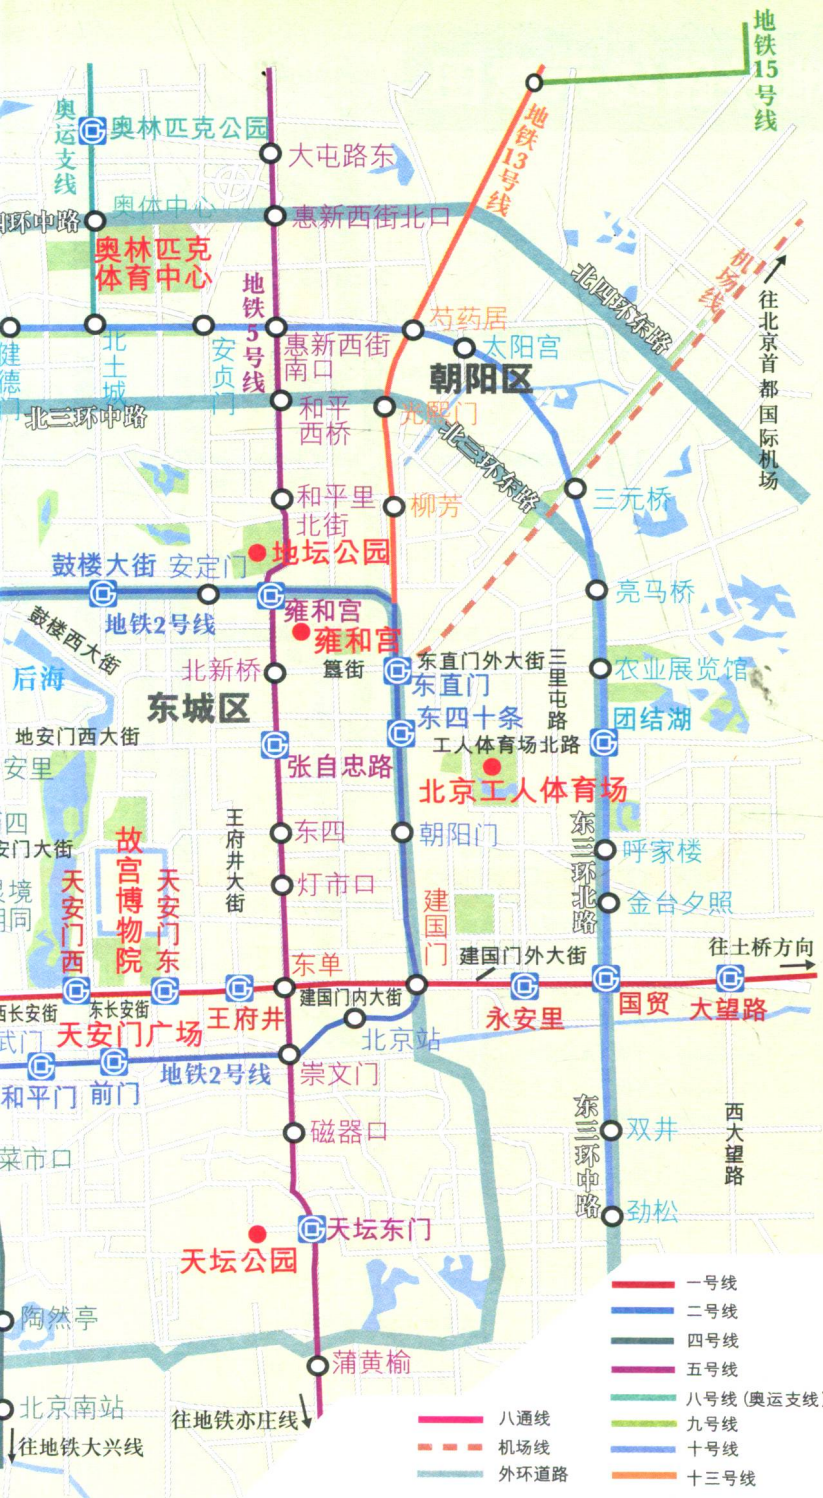 地铁15号线
奥运支线
奥林匹克公园
地铁13号线
大屯路东
奥体中心
惠新西街北口
环中路
奥林匹克
体育中心
机场线
往北京首都国际机场
北四环东路
地铁5号线
芍药居
太阳宫
健德门
北土城
安贞门
惠新西街
南口
朝阳区
北三环中路
和平
西桥
光熙门
北三环东路
和平里
北街
柳芳
三元桥
地坛公园
鼓楼大街
安定门
雍和宫
亮马桥
地铁2号线
雍和宫
鼓楼西大街
后海
北新桥
簋街
东直门外大街
东直门
三里屯路
农业展览馆
东城区
东四十条
团结湖
地安门西大街
工人体育场北路
安里
张自忠路
北京工人体育场
四
王府井大街
东四
朝阳门
东三环北路
呼家楼
安门大街
故宫博物院
天安门西
天安门东
灯市口
建国门
金台夕照
境
胡同
东单
建国门外大街
往土桥方向
西长安街
东长安街
王府井
建国门内大街
永安里
国贸
大望路
武门
天安门广场
北京站
和平门
前门
地铁2号线
崇文门
东三环中路
西大望路
磁器口
双井
菜市口
天坛东门
劲松
天坛公园
陶然亭
蒲黄榆
北京南站
往地铁亦庄线
往地铁大兴线
一号线
二号线
四号线
五号线
八号线(奥运支线)
九号线
十号线
十三号线
八通线
机场线
外环道路